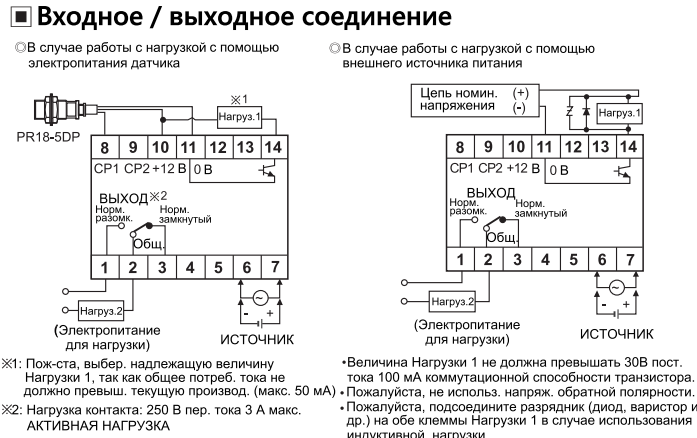 Входное / выходное соединение
◎В случае работы с нагрузкой с помощью
электропитания датчика
※1
Нагруз.1
PR18-5DP
8 9 10 11 12 13 14
CP1 CP2 +12 В 0 В
ВЫХОД※2
Норм. разомк.
Норм. замкнутый
Общ.
1 2 3 4 5 6 7
Нагруз.2
- +
(Электропитание
для нагрузки)
ИСТОЧНИК
※1: Пож-ста, выбер. надлежащую величину
Нагрузки 1, так как общее потреб. тока не
должно превыш. текущую производ. (макс. 50 мА)
※2: Нагрузка контакта: 250 В пер. тока 3 А макс.
АКТИВНАЯ НАГРУЗКА
◎В случае работы с нагрузкой с помощью
внешнего источника питания
Цепь номин. (+)
напряжения (-)
Нагруз.1
8 9 10 11 12 13 14
CP1 CP2 +12 В 0 В
ВЫХОД
Норм. разомк.
Норм. замкнутый
Общ.
1 2 3 4 5 6 7
Нагруз.2
- +
(Электропитание
для нагрузки)
ИСТОЧНИК
•Величина Нагрузки 1 не должна превышать 30В пост.
тока 100 мА коммутационной способности транзистора.
•Пожалуйста, не использ. напряж. обратной полярности.
•Пожалуйста, подсоедините разрядник (диод, варистор и
др.) на обе клеммы Нагрузки 1 в случае использования
индуктивной нагрузки